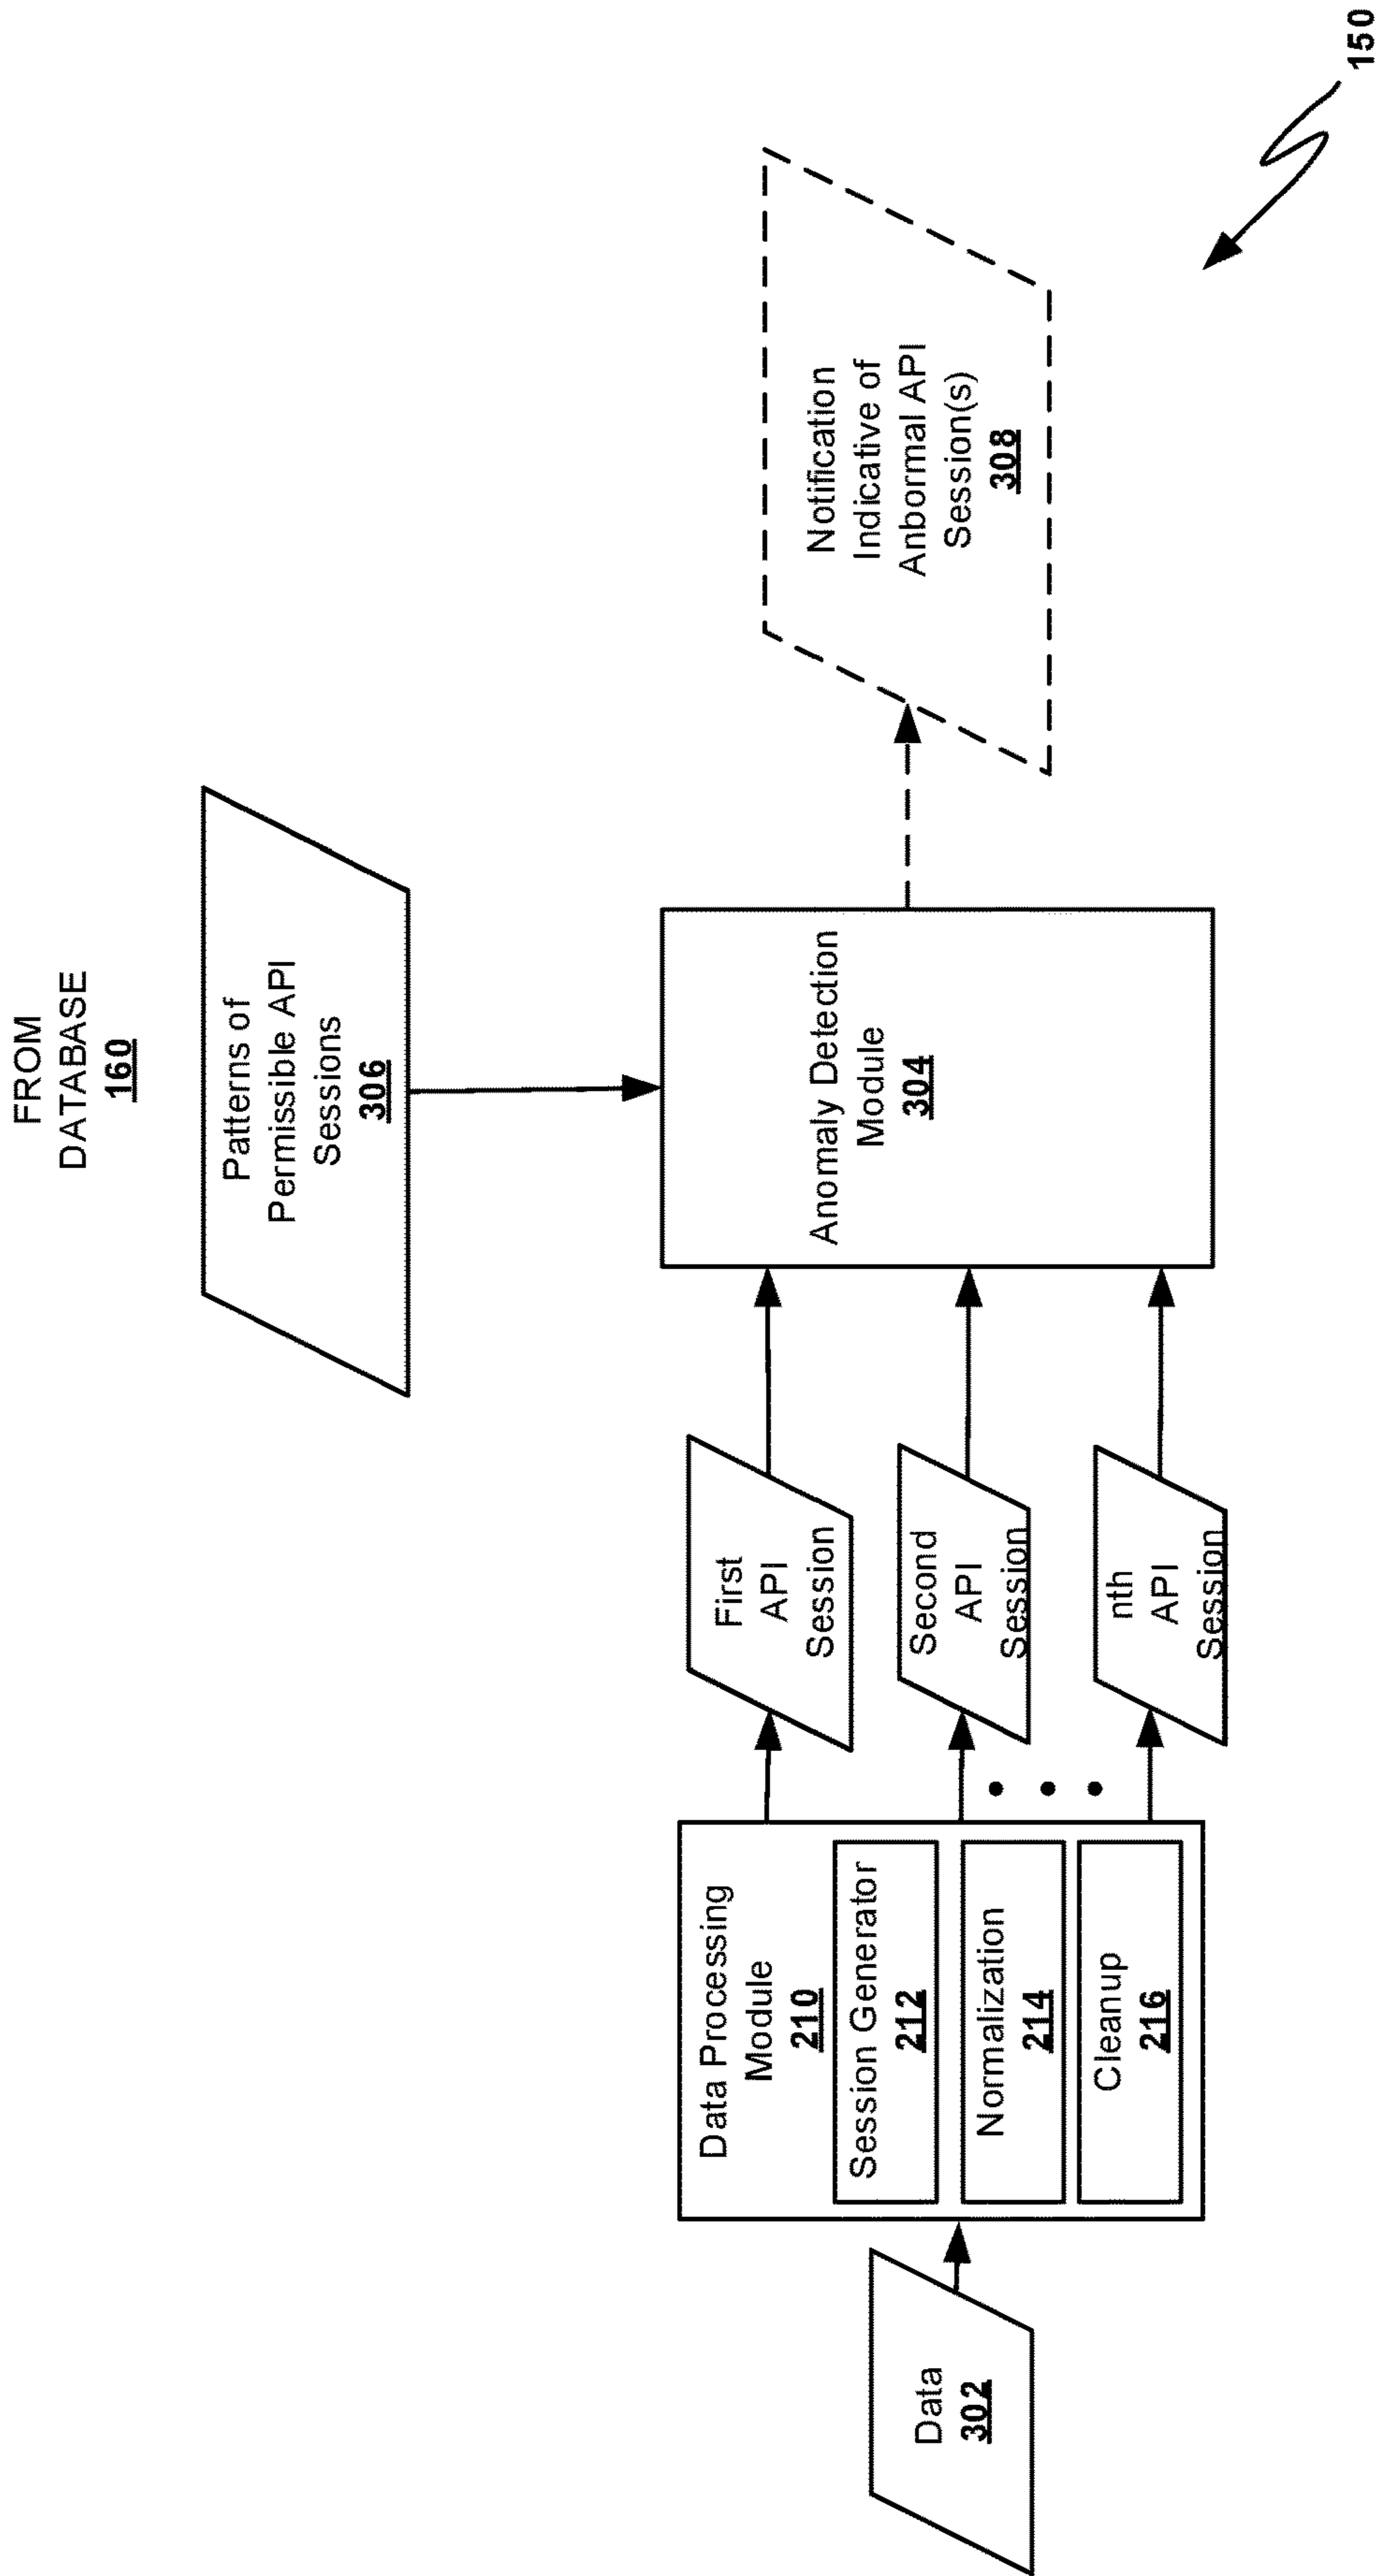 FROM
DATABASE
160
Patterns of
Permissible API
Sessions
306
Data
302
Data Processing
Module
210
Session Generator
212
Normalization
214
Cleanup
216
First
API
Session
Second
API
Session
nth
API
Session
Anomaly Detection
Module
304
Notification
Indicative of
Anbormal API
Session(s)
308
150